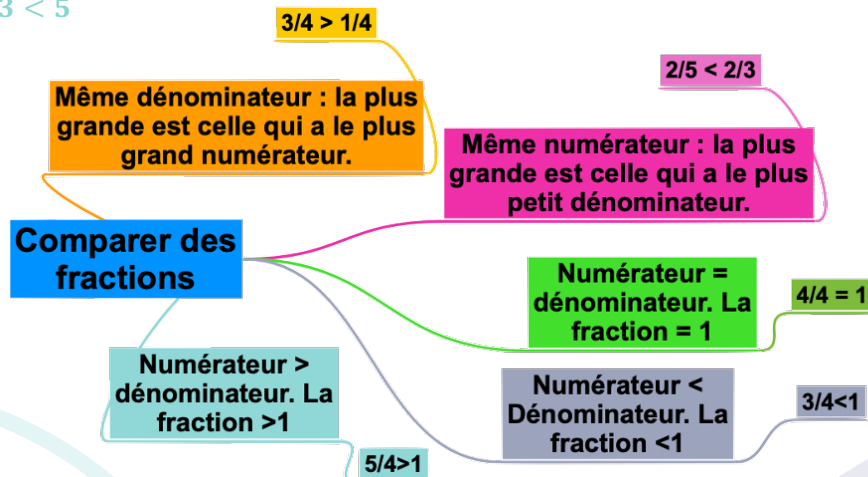 3 < 5
3/4 > 1/4
Même dénominateur : la plus
grande est celle qui a le plus
grand numérateur.
2/5 < 2/3
Même numérateur : la plus
grande est celle qui a le plus
petit dénominateur.
Comparer des
fractions
Numérateur =
dénominateur. La
fraction = 1
4/4 = 1
Numérateur >
dénominateur. La
fraction >1
5/4>1
Numérateur <
Dénominateur. La
fraction <1
3/4<1